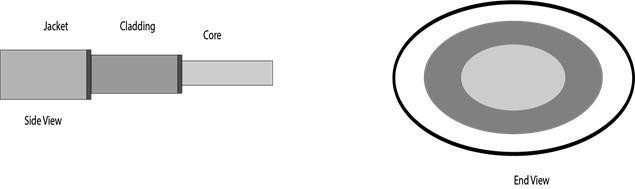 Jacket
Cladding
Core
Side View
End View